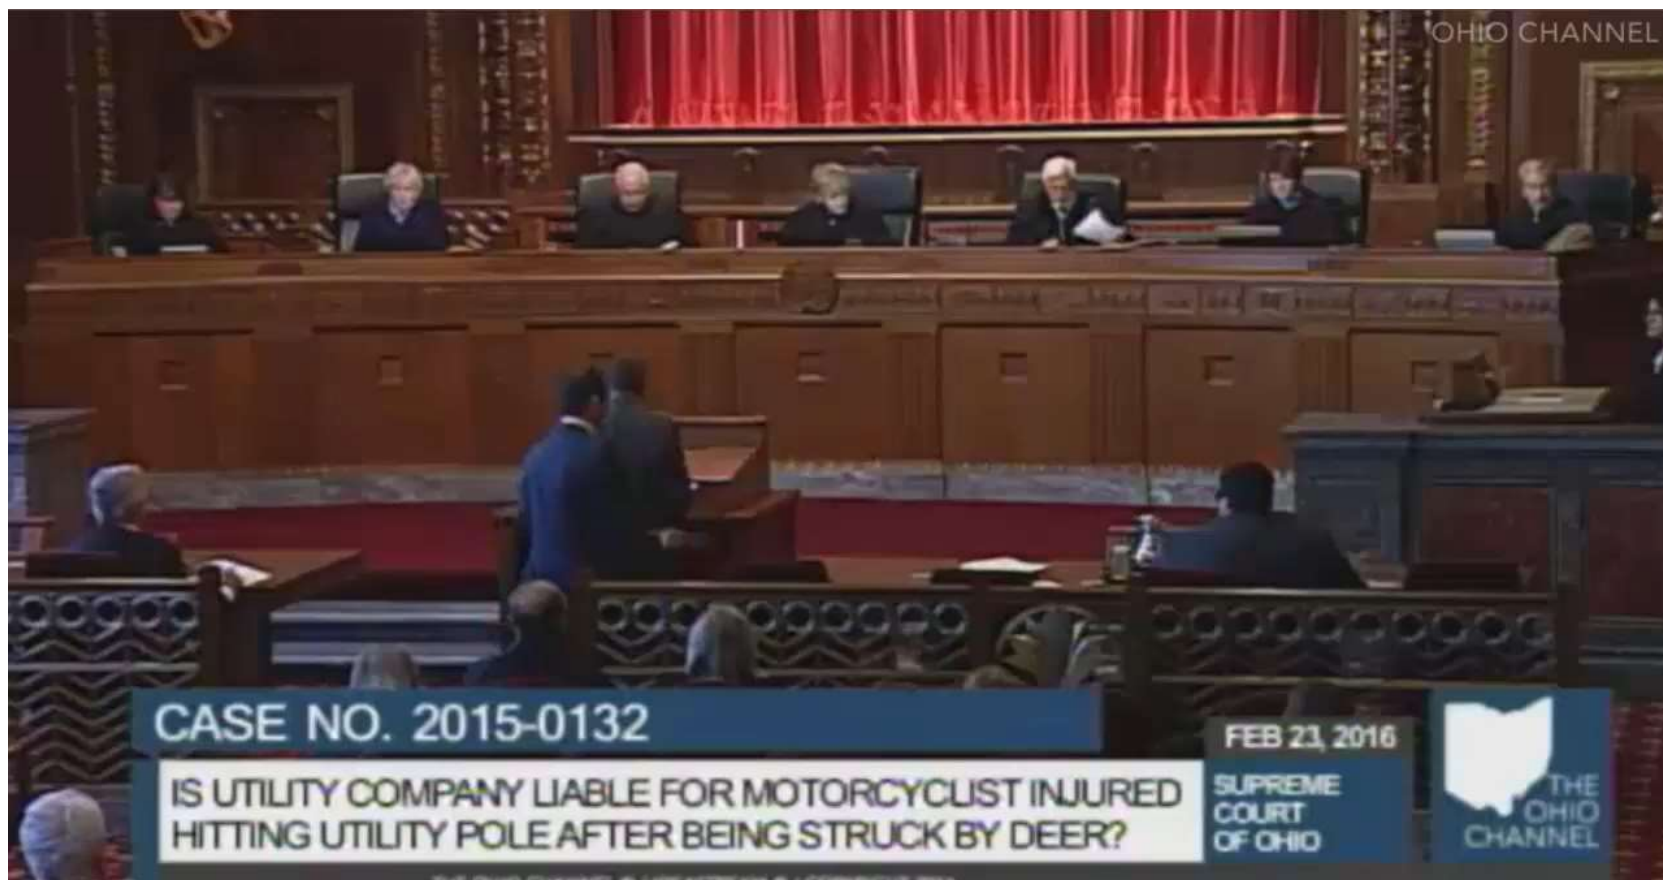 OHIO CHANNEL
CASE NO. 2015-0132
IS UTILITY COMPANY LIABLE FOR MOTORCYCLIST INJURED
HITTING UTILITY POLE AFTER BEING STRUCK BY DEER?
FEB 23, 2016
SUPREME
COURT
OF OHIO
THE
OHIO
CHANNEL